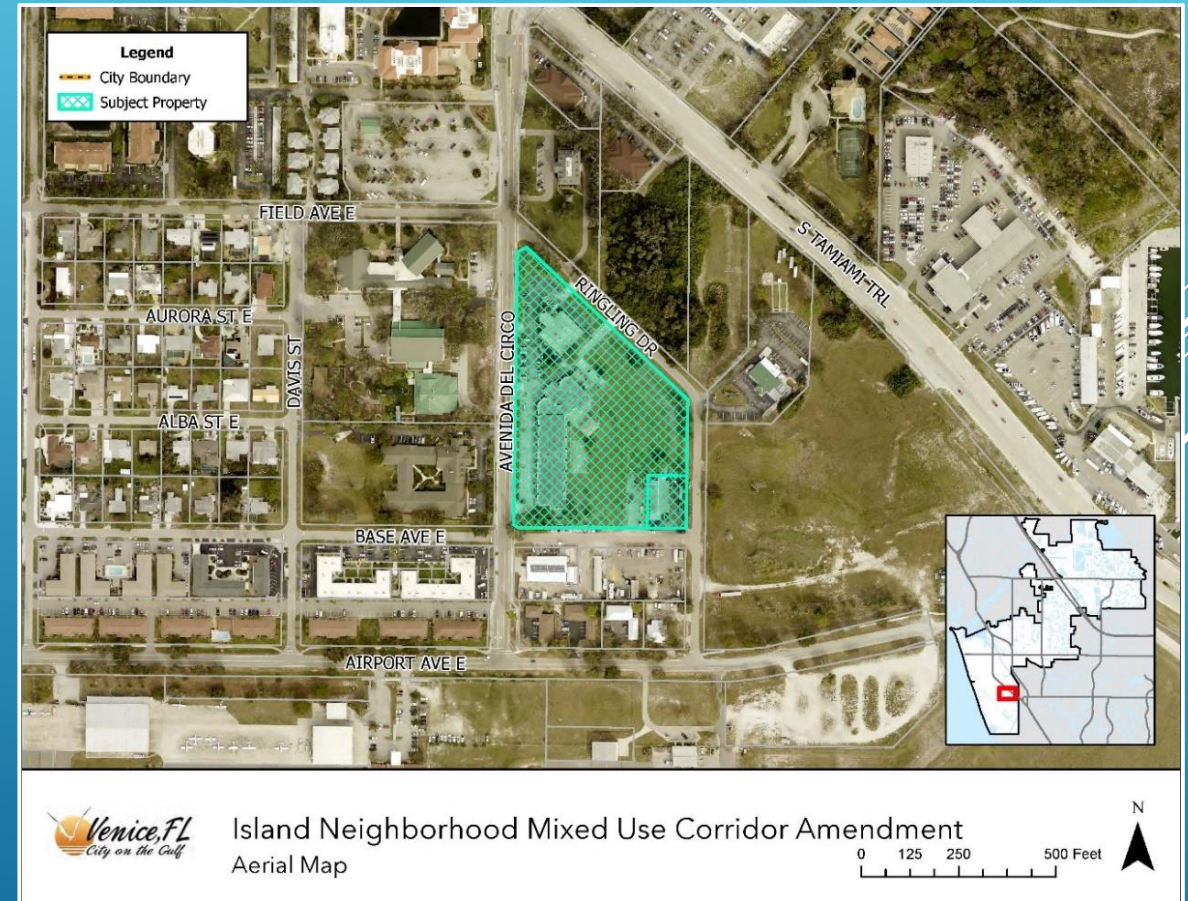 Legend
City Boundary
Subject Property
FIELD AVE E
AURORA ST E
ALBA ST E
DAVIS ST
AVENIDA DEL CIRCO
RINGLING DR
S TAMIAMI TRL
BASE AVE E
AIRPORT AVE E
Venice, FL
City on the Gulf
Island Neighborhood Mixed Use Corridor Amendment
Aerial Map
0 125 250 500 Feet
N